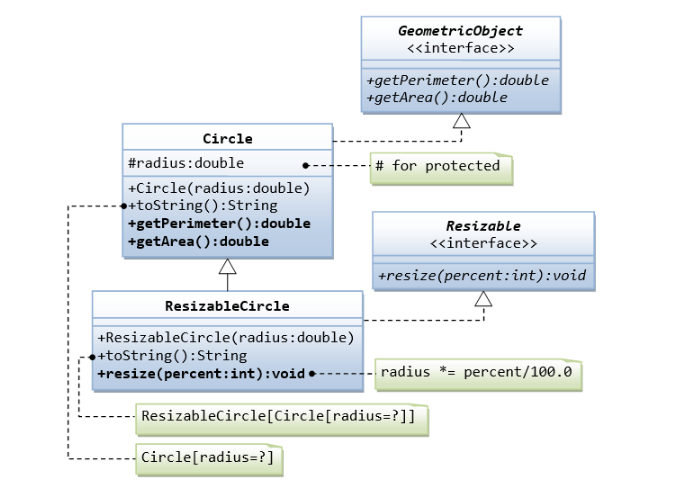 GeometricObject
<<interface>>
+getPerimeter():double
+getArea():double
Circle
#radius:double
+Circle(radius:double)
+toString():String
+getPerimeter():double
+getArea():double
# for protected
Resizable
<<interface>>
+resize(percent:int):void
ResizableCircle
+ResizableCircle(radius:double)
+toString():String
+resize(percent:int):void
radius *= percent/100.0
ResizableCircle[Circle[radius=?]]
Circle[radius=?]